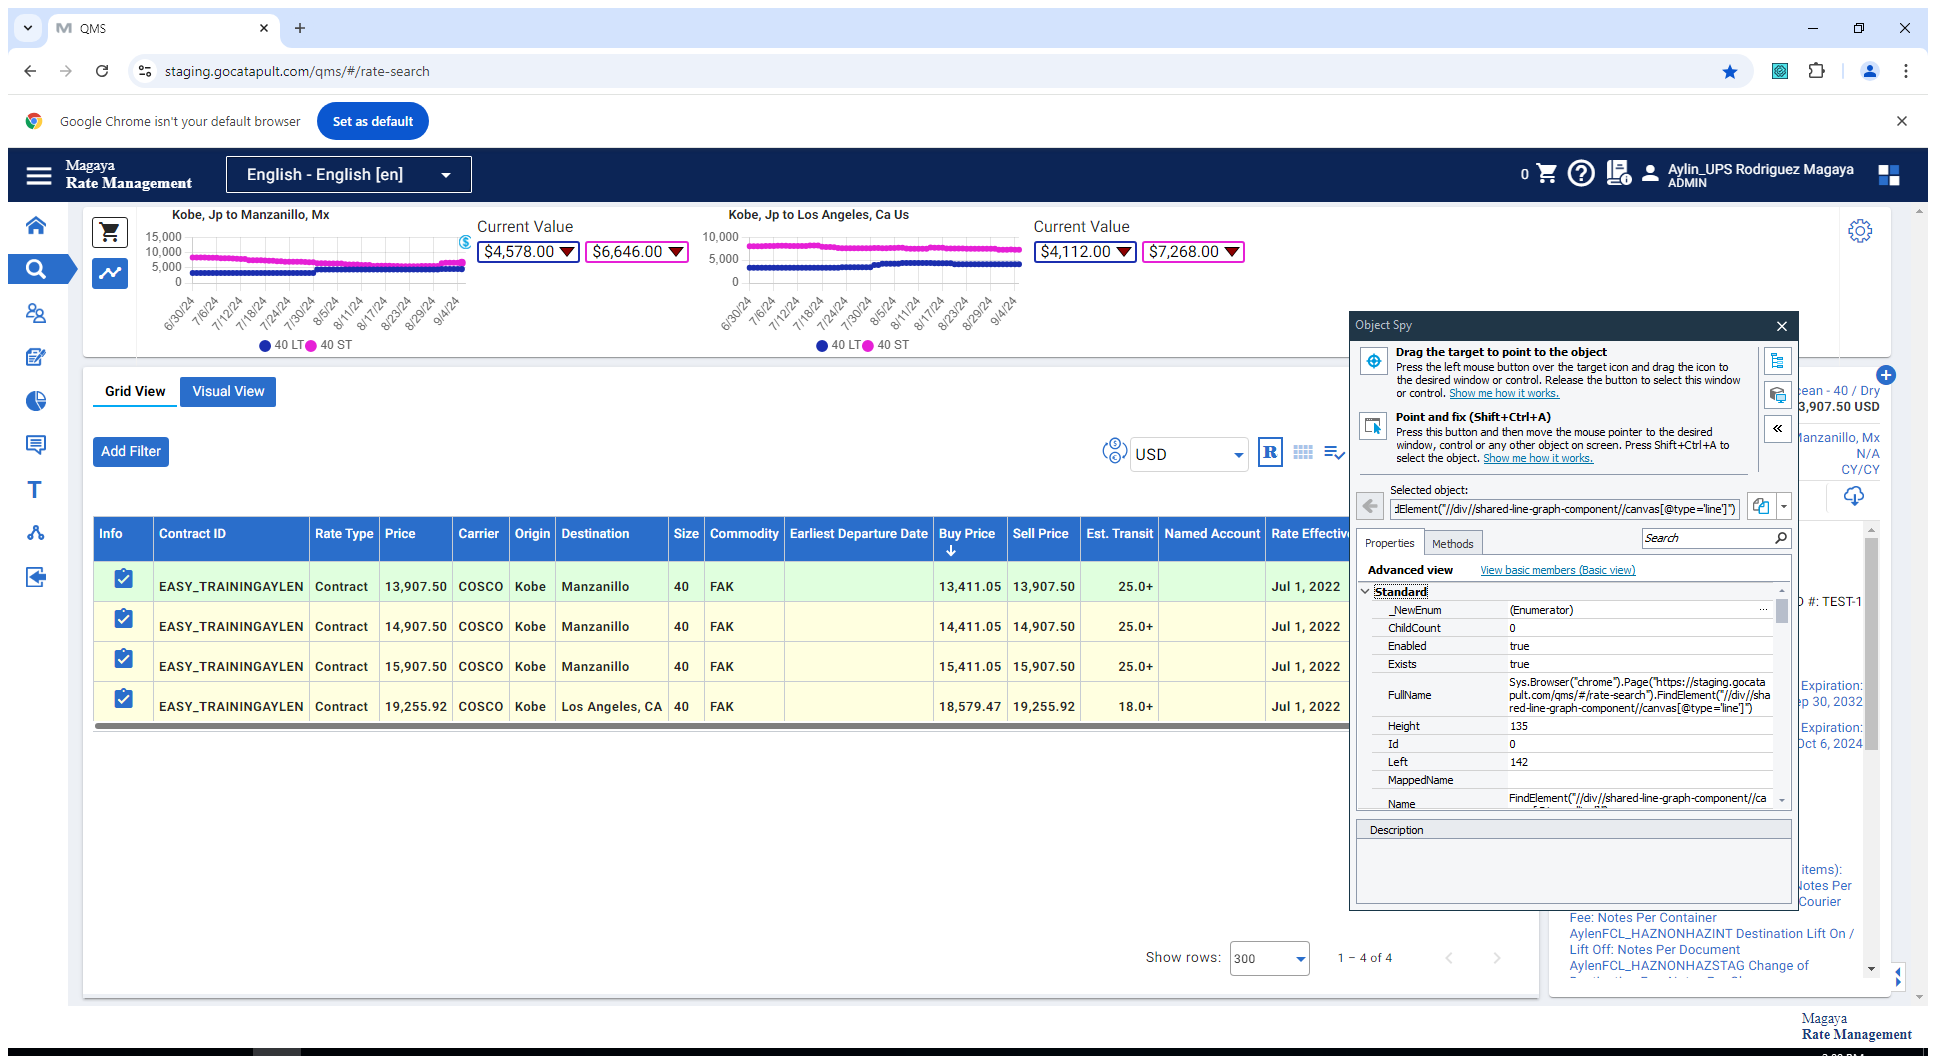 QMS
staging.gocatapult.com/qms/#/rate-search
Google Chrome isn't your default browser
Set as default
Magaya
Rate Management
English - English [en]
0
Aylin_UPS Rodriguez Magaya
ADMIN
Kobe, Jp to Manzanillo, Mx
15,000
10,000
5,000
0
6/30/24
7/6/24
7/12/24
7/18/24
7/24/24
7/30/24
8/5/24
8/11/24
8/17/24
8/23/24
8/29/24
9/4/24
40 LT
40 ST
Current Value
$4,578.00
$6,646.00
Kobe, Jp to Los Angeles, Ca Us
10,000
5,000
0
6/30/24
7/6/24
7/12/24
7/18/24
7/24/24
7/30/24
8/5/24
8/11/24
8/17/24
8/23/24
8/29/24
9/4/24
40 LT
40 ST
Current Value
$4,112.00
$7,268.00
Grid View
Visual View
Add Filter
USD
R
Info Contract ID Rate Type Price Carrier Origin Destination Size Commodity Earliest Departure Date Buy Price Sell Price Est. Transit Named Account Rate Effective
EASY_TRAININGAYLEN Contract 13,907.50 COSCO Kobe Manzanillo 40 FAK 13,411.05 13,907.50 25.0+ Jul 1, 2022
EASY_TRAININGAYLEN Contract 14,907.50 COSCO Kobe Manzanillo 40 FAK 14,411.05 14,907.50 25.0+ Jul 1, 2022
EASY_TRAININGAYLEN Contract 15,907.50 COSCO Kobe Manzanillo 40 FAK 15,411.05 15,907.50 25.0+ Jul 1, 2022
EASY_TRAININGAYLEN Contract 19,255.92 COSCO Kobe Los Angeles, CA 40 FAK 18,579.47 19,255.92 18.0+ Jul 1, 2022
Show rows: 300 1 – 4 of 4
Object Spy
Drag the target to point to the object
Press the left mouse button over the target icon and drag the icon to
the desired window or control. Release the button to select this window
or control. Show me how it works.
Point and fix (Shift+Ctrl+A)
Press this button and then move the mouse pointer to the desired
window, control or any other object on screen. Press Shift+Ctrl+A to
select the object. Show me how it works.
Selected object:
dElement("//div//shared-line-graph-component//canvas[@type='line']")
Properties
Methods
Search
Advanced view
View basic members (Basic view)
Standard
_NewEnum (Enumerator) ...
ChildCount 0
Enabled true
Exists true
FullName
Sys.Browser("chrome").Page("https://staging.gocata
pult.com/qms/#/rate-search").FindElement("//div//sha
red-line-graph-component//canvas[@type='line']")
Height 135
Id 0
Left 142
MappedName
Name
FindElement("//div//shared-line-graph-component//ca
Description
cean - 40 / Dry
3,907.50 USD
Manzanillo, Mx
N/A
CY/CY
D #: TEST-1
Expiration:
ep 30, 2032
Expiration:
Oct 6, 2024
items):
Notes Per
Courier
Fee: Notes Per Container
AylenFCL_HAZNONHAZINT Destination Lift On /
Lift Off: Notes Per Document
AylenFCL_HAZNONHAZSTAG Change of
Magaya
Rate Management